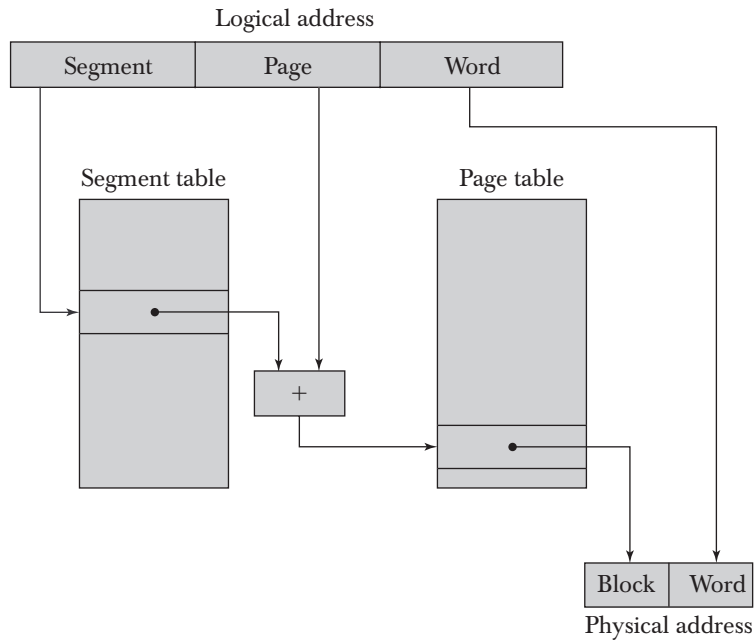 Logical address
Segment Page Word
Segment table Page table
+
Block Word
Physical address